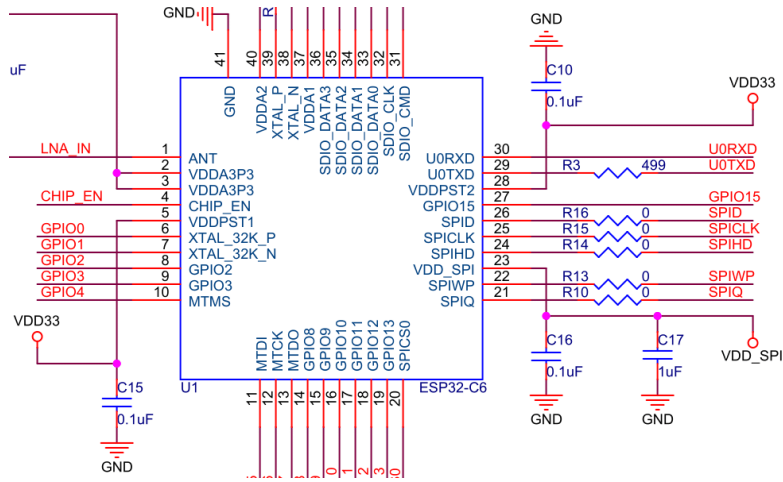 GND
R
41
40
39
38
37
36
35
34
33
32
31
GND
uF
C10
0.1uF
VDD33
GND
VDDA2
XTAL_P
XTAL_N
VDDA1
SDIO_DATA3
SDIO_DATA2
SDIO_DATA1
SDIO_DATA0
SDIO_CLK
SDIO_CMD
LNA_IN 1 ANT
2 VDDA3P3
3 VDDA3P3
CHIP_EN 4 CHIP_EN
5 VDDPST1
GPIO0 6 XTAL_32K_P
GPIO1 7 XTAL_32K_N
GPIO2 8 GPIO2
GPIO3 9 GPIO3
GPIO4 10 MTMS
U0RXD 30 U0RXD
U0TXD 29 R3 499 U0TXD
VDDPST2 28
GPIO15 27 GPIO15
SPID 26 R16 0 SPID
SPICLK 25 R15 0 SPICLK
SPIHD 24 R14 0 SPIHD
VDD_SPI 23
SPIWP 22 R13 0 SPIWP
SPIQ 21 R10 0 SPIQ
MTDI
MTCK
MTDO
GPIO8
GPIO9
GPIO10
GPIO11
GPIO12
GPIO13
SPICS0
VDD33
C15
0.1uF
GND
U1
ESP32-C6
11
12
13
14
15
16
17
18
19
20
0
1
2
3
C16
0.1uF
GND
C17
1uF
GND
VDD_SPI